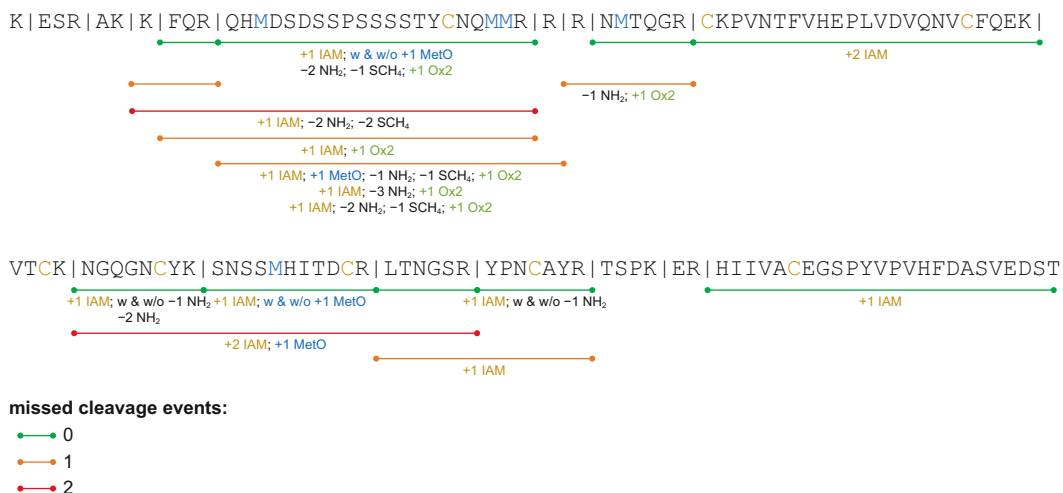 K|ESR|AK|K|FQR|QHMDSDSSPSSSSTYCNQMMR|R|R|NMTQGR|CKPVNTFVHEPLVDVQNVCFQEK|
+1 IAM; w & w/o +1 MetO
−2 NH₂; −1 SCH₄; +1 Ox2
+2 IAM
−1 NH₂; +1 Ox2
+1 IAM; −2 NH₂; −2 SCH₄
+1 IAM; +1 Ox2
+1 IAM; +1 MetO; −1 NH₂; −1 SCH₄; +1 Ox2
+1 IAM; −3 NH₂; +1 Ox2
+1 IAM; −2 NH₂; −1 SCH₄; +1 Ox2
VTCK|NGQGNCYK|SNSSMHITDCR|LTNGSR|YPNCAYR|TSPK|ER|HIIVACEGSPYVPVHFDASVEDST
+1 IAM; w & w/o −1 NH₂
−2 NH₂
+1 IAM; w & w/o +1 MetO
+1 IAM; w & w/o −1 NH₂
+1 IAM
+2 IAM; +1 MetO
+1 IAM
missed cleavage events:
0
1
2